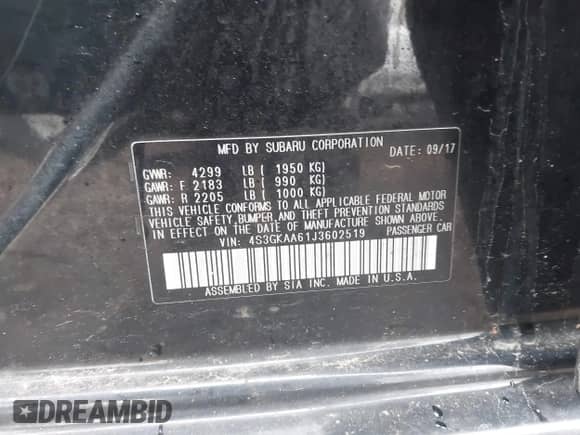 MFD BY SUBARU CORPORATION
DATE: 09/17
GVWR: 4299 LB ( 1950 KG)
GAWR: F 2183 LB ( 990 KG)
GAWR: R 2205 LB ( 1000 KG)
THIS VEHICLE CONFORMS TO ALL APPLICABLE FEDERAL MOTOR
VEHICLE SAFETY, BUMPER, AND THEFT PREVENTION STANDARDS
IN EFFECT ON THE DATE OF MANUFACTURE SHOWN ABOVE.
VIN: 4S3GKAA61J3602519 PASSENGER CAR
ASSEMBLED BY SIA INC. MADE IN U.S.A.
DREAMBID